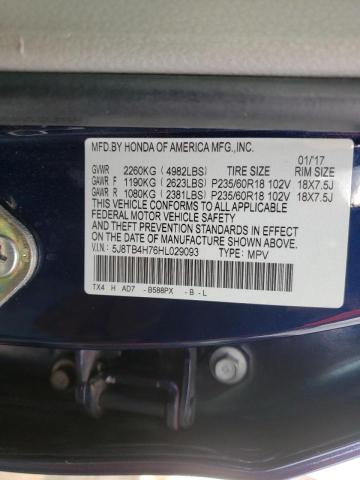 MFD.BY HONDA OF AMERICA MFG.,INC. 01/17
GVWR 2260KG (4982LBS) TIRE SIZE RIM SIZE
GAWR F 1190KG (2623LBS) P235/60R18 102V 18X7.5J
GAWR R 1080KG (2381LBS) P235/60R18 102V 18X7.5J
THIS VEHICLE CONFORMS TO ALL APPLICABLE
FEDERAL MOTOR VEHICLE SAFETY, BUMPER, AND
THEFT PREVENTION STANDARDS IN EFFECT ON THE
DATE OF MANUFACTURE SHOWN ABOVE.
V.I.N.: 5J8TB4H76HL029093 TYPE: MPV
TX4 H AD7 -B588PX -B -L